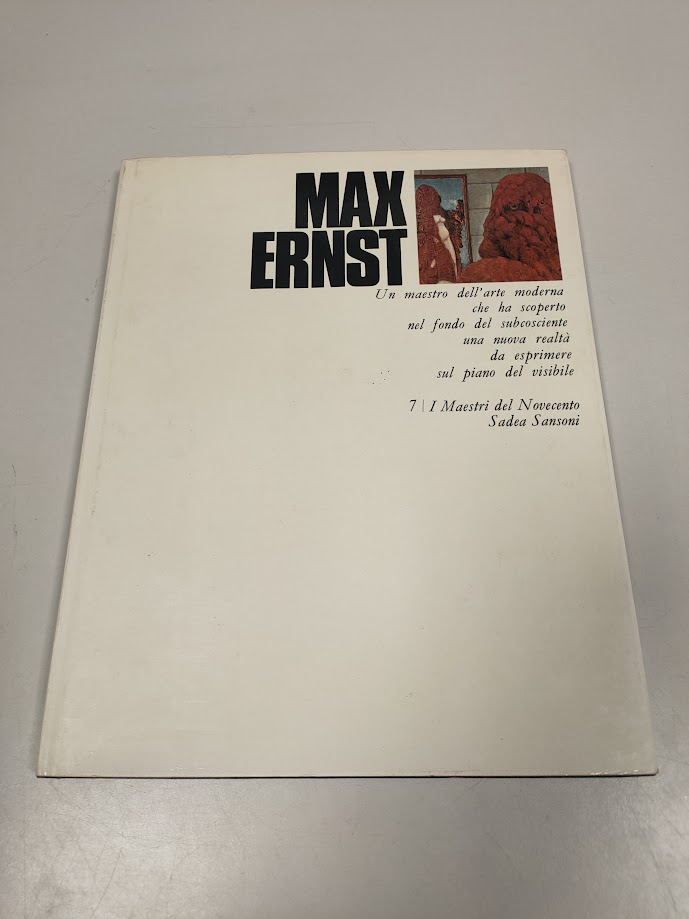 MAX
ERNST
Un maestro dell'arte moderna
che ha scoperto
nel fondo del subcosciente
una nuova realtà
da esprimere
sul piano del visibile
7 | I Maestri del Novecento
Sadea Sansoni